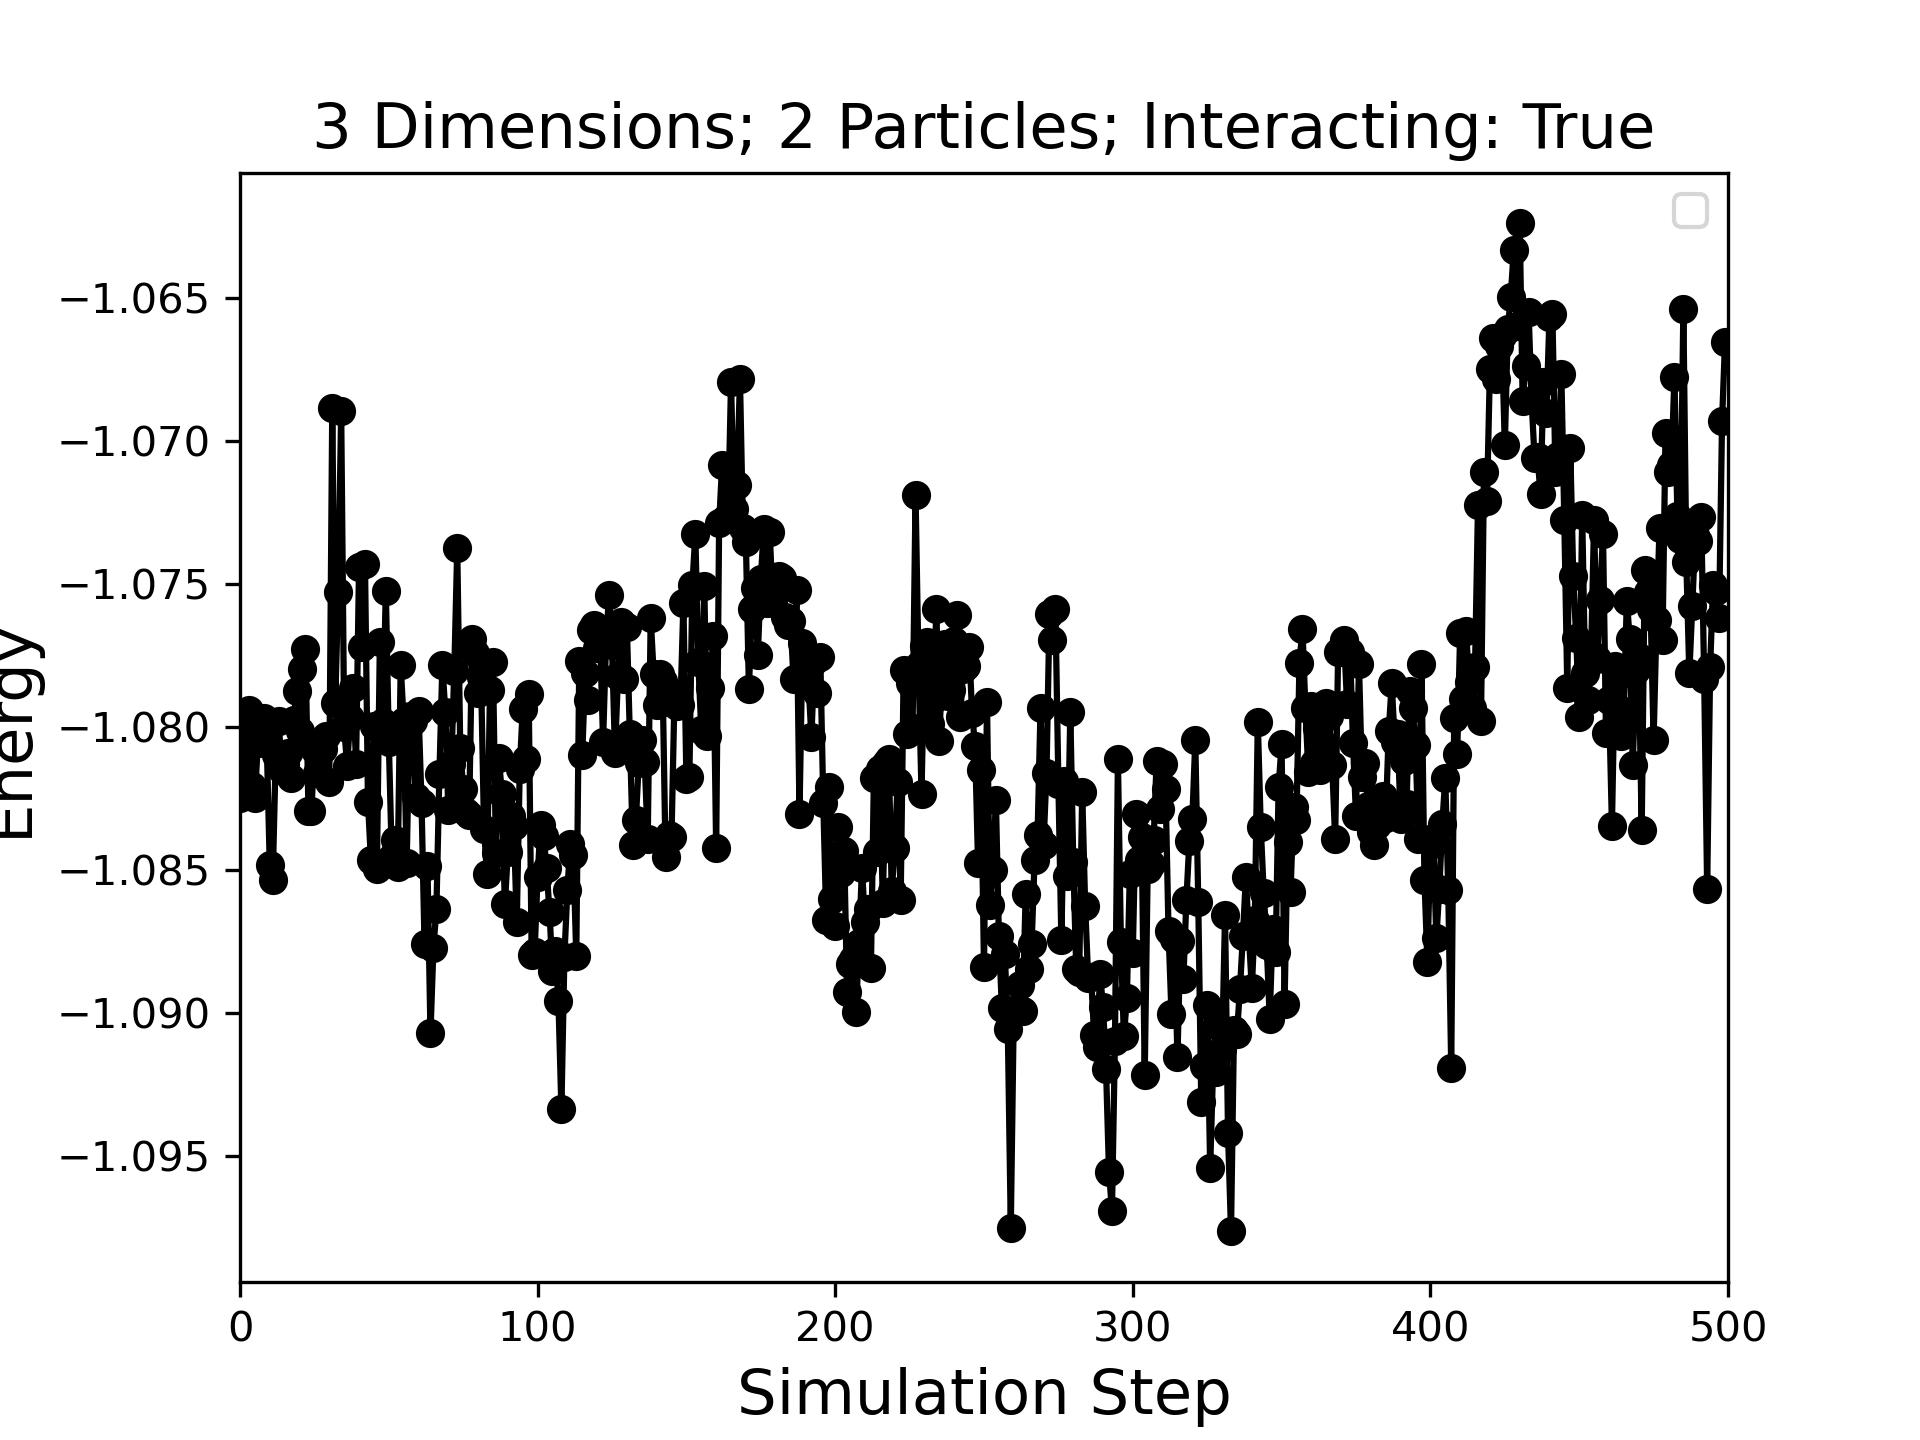 3 Dimensions; 2 Particles; Interacting: True
Energy
−1.065
−1.070
−1.075
−1.080
−1.085
−1.090
−1.095
0 100 200 300 400 500
Simulation Step